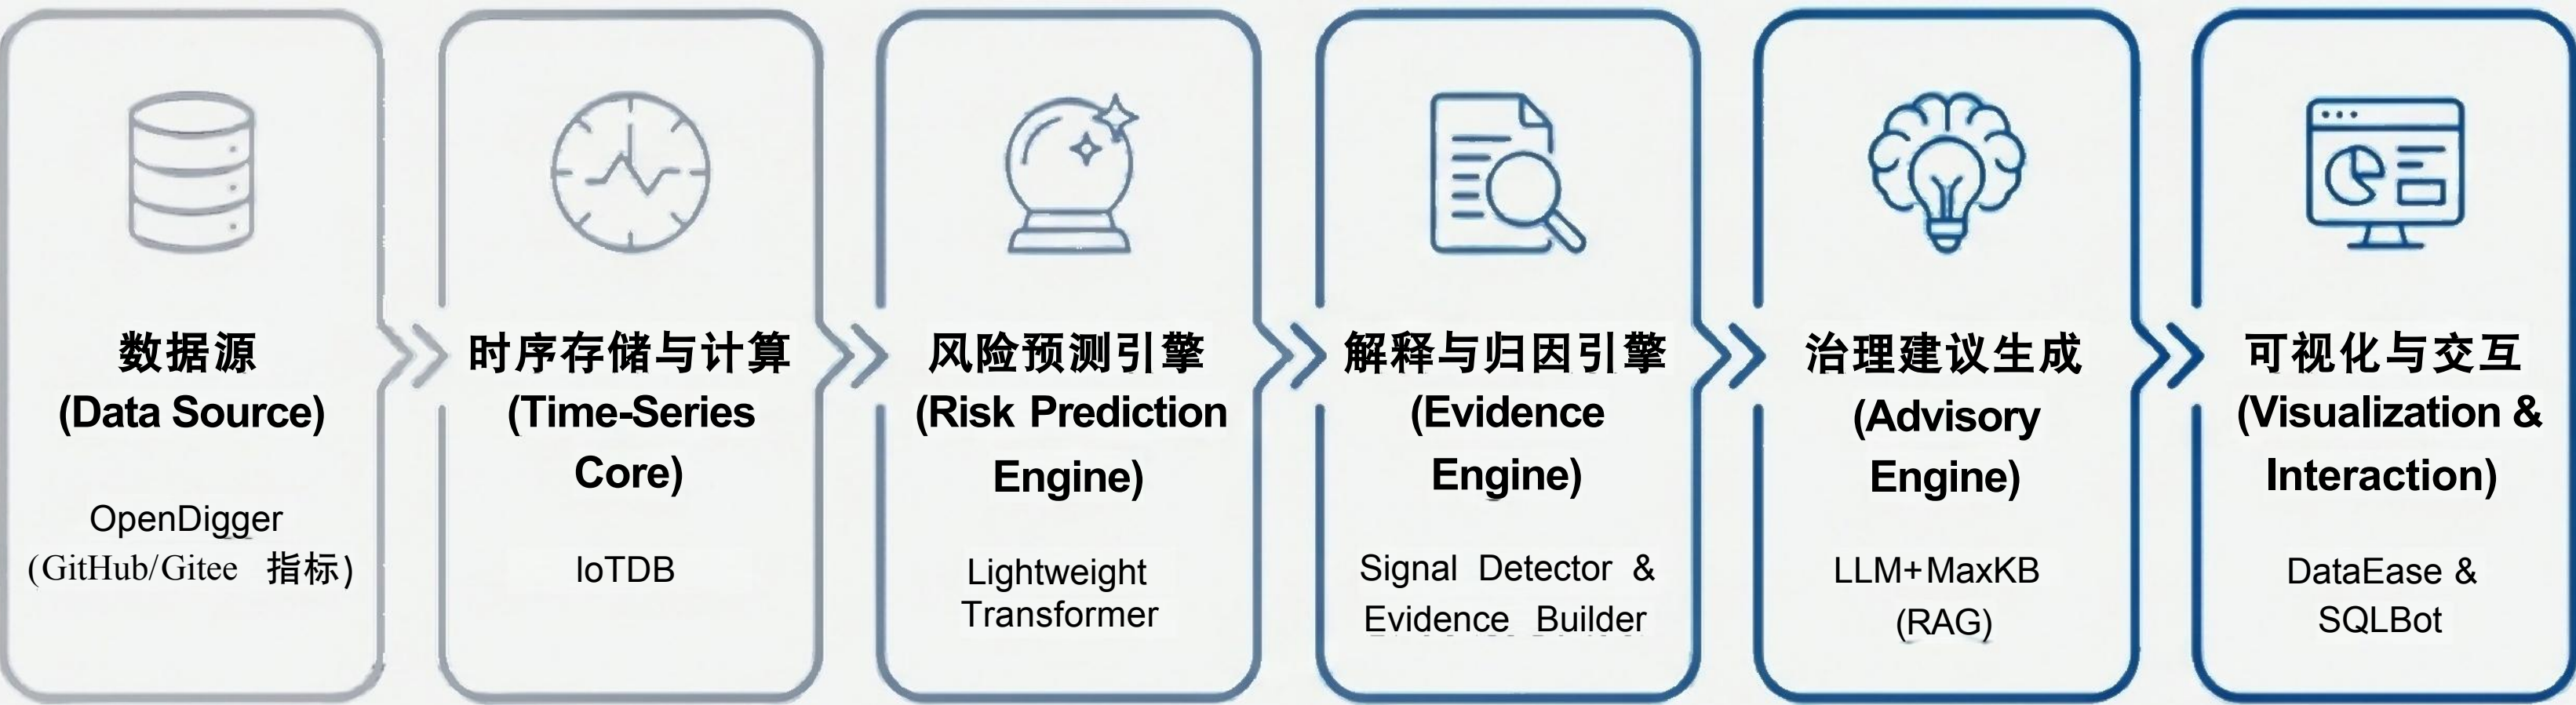 数据源
(Data Source)
OpenDigger
(GitHub/Gitee 指标)
时序存储与计算
(Time-Series
Core)
IoTDB
风险预测引擎
(Risk Prediction
Engine)
Lightweight
Transformer
解释与归因引擎
(Evidence
Engine)
Signal Detector &
Evidence Builder
治理建议生成
(Advisory
Engine)
LLM+MaxKB
(RAG)
可视化与交互
(Visualization &
Interaction)
DataEase &
SQLBot